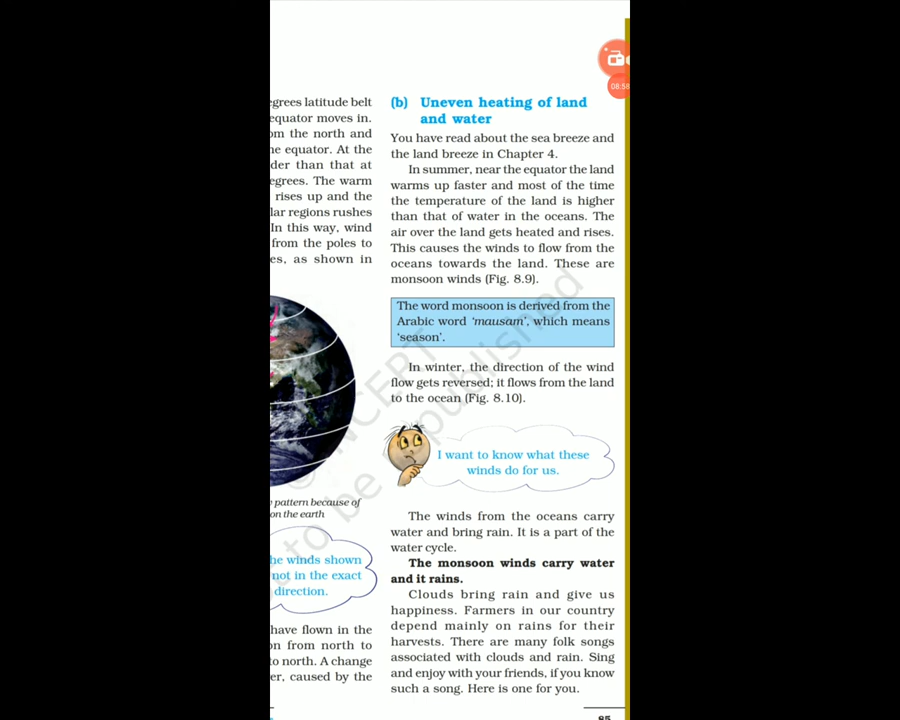 08:58
egrees latitude belt
equator moves in.
om the north and
he equator. At the
der than that at
egrees. The warm
rises up and the
lar regions rushes
In this way, wind
from the poles to
es, as shown in
pattern because of
on the earth
he winds shown
not in the exact
direction.
have flown in the
on from north to
to north. A change
er, caused by the
(b) Uneven heating of land
and water
You have read about the sea breeze and
the land breeze in Chapter 4.
In summer, near the equator the land
warms up faster and most of the time
the temperature of the land is higher
than that of water in the oceans. The
air over the land gets heated and rises.
This causes the winds to flow from the
oceans towards the land. These are
monsoon winds (Fig. 8.9).
The word monsoon is derived from the
Arabic word ‘mausam’, which means
‘season’.
In winter, the direction of the wind
flow gets reversed; it flows from the land
to the ocean (Fig. 8.10).
I want to know what these
winds do for us.
The winds from the oceans carry
water and bring rain. It is a part of the
water cycle.
The monsoon winds carry water
and it rains.
Clouds bring rain and give us
happiness. Farmers in our country
depend mainly on rains for their
harvests. There are many folk songs
associated with clouds and rain. Sing
and enjoy with your friends, if you know
such a song. Here is one for you.
85
© NCERT
to be republished